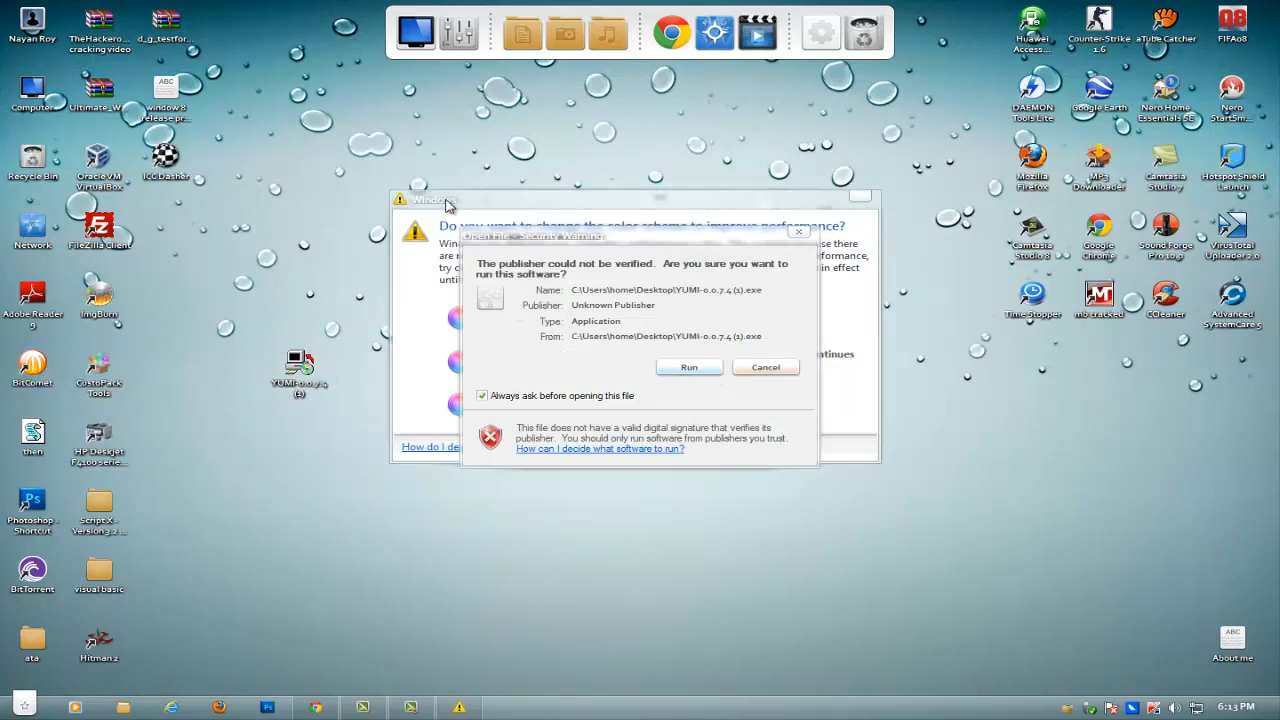 Nayan Roy
TheHackero...
cracking video
d_g_testfor...
Computer
Ultimate_W...
window 8
release pr...
Recycle Bin
Oracle VM
VirtualBox
ICC Dasher
Network
FileZilla Client
Adobe Reader
9
ImgBurn
BitComet
CustoPack
Tools
YUMI-0.0.7.4
(1)
then
HP Deskjet
F4100 serie...
Photoshop -
Shortcut
Script X -
Version 3.2 ...
BitTorrent
visual basic
ata
Hitman 2
Huawei
Access...
Counter-Strike
1.6
aTube Catcher
FIFA08
DAEMON
Tools Lite
Google Earth
Nero Home
Essentials SE
Nero
StartSm...
Mozilla
Firefox
MP3
Downloader
Camtasia
Studio 7
Hotspot Shield
Launch
Camtasia
Studio 8
Google
Chrome
Sound Forge
Pro 10.0
VirusTotal
Uploader2.0
Time Stopper
mb cracked
CCleaner
Advanced
SystemCare 5
About me
Windows
Do you want to change the color scheme to improve performance?
How do I de
Open File - Security Warning
The publisher could not be verified. Are you sure you want to
run this software?
Name: C:\Users\home\Desktop\YUMI-0.0.7.4 (1).exe
Publisher: Unknown Publisher
Type: Application
From: C:\Users\home\Desktop\YUMI-0.0.7.4 (1).exe
Run Cancel
Always ask before opening this file
This file does not have a valid digital signature that verifies its
publisher. You should only run software from publishers you trust.
How can I decide what software to run?
6:13 PM